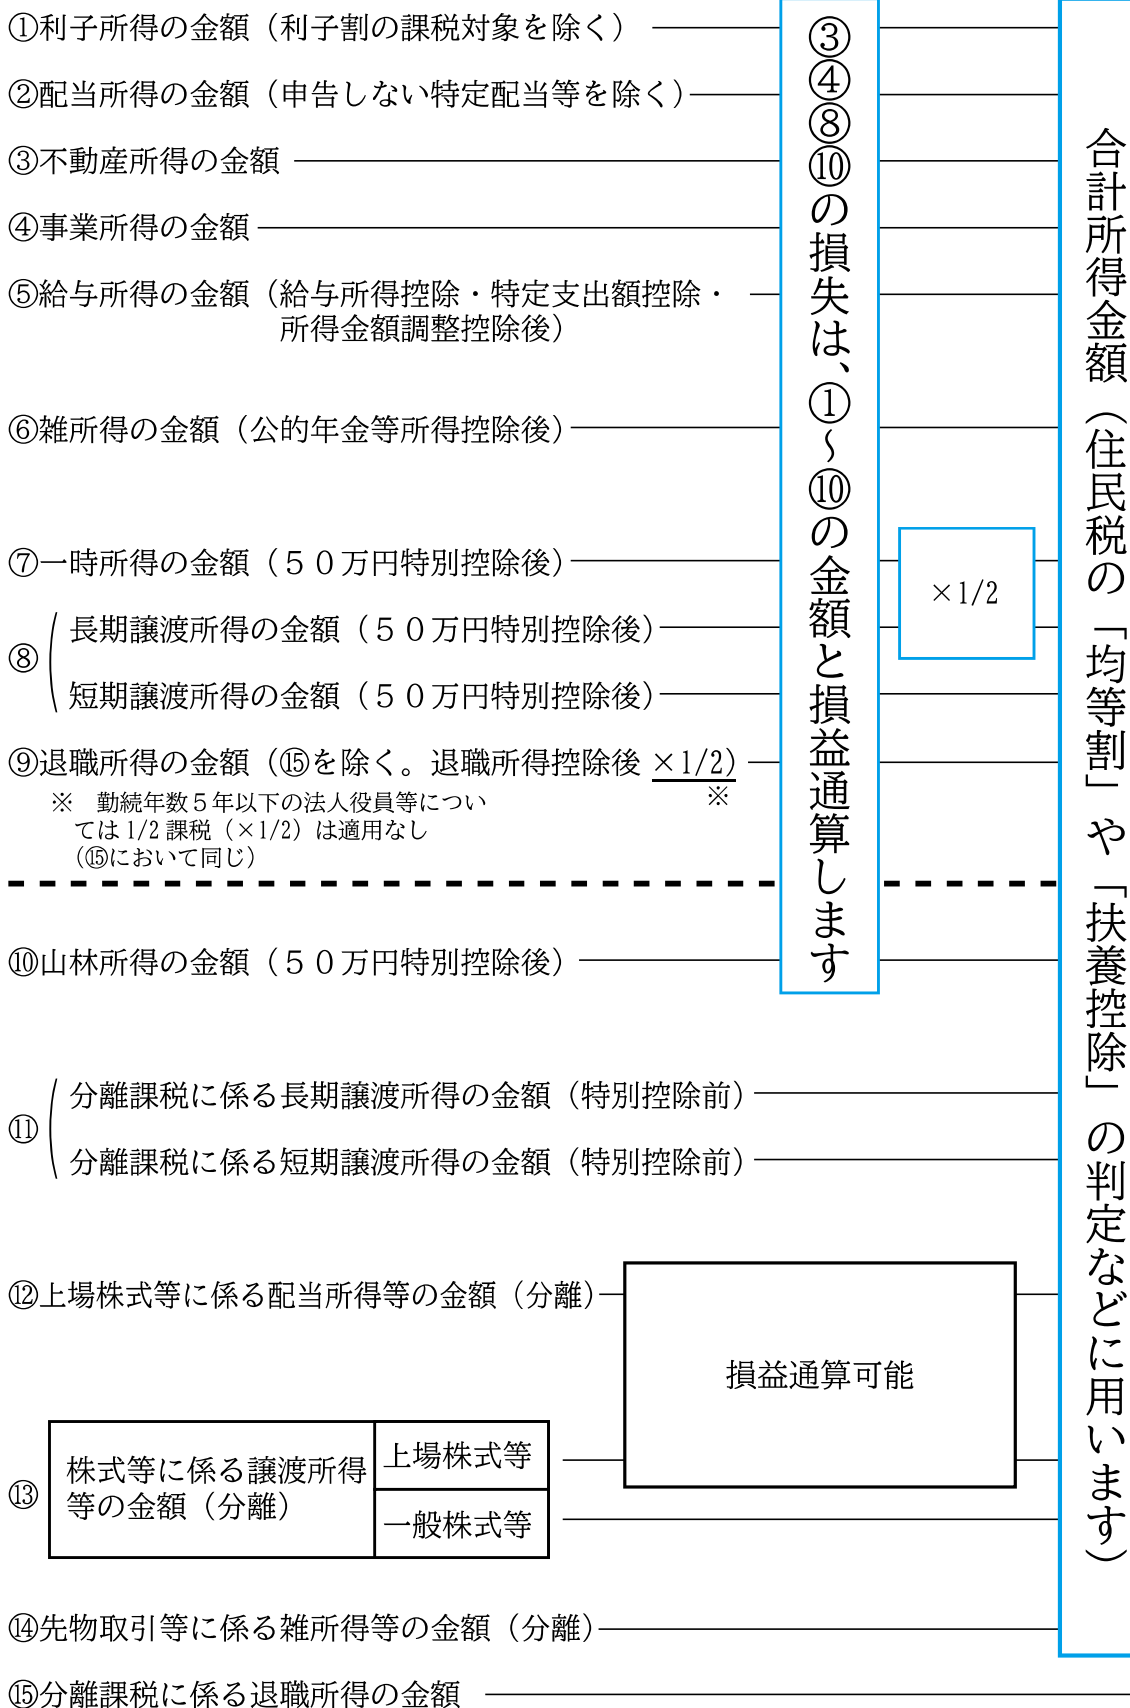 ①利子所得の金額（利子割の課税対象を除く）
②配当所得の金額（申告しない特定配当等を除く）
③不動産所得の金額
④事業所得の金額
⑤給与所得の金額（給与所得控除・特定支出額控除・
所得金額調整控除後）
⑥雑所得の金額（公的年金等所得控除後）
⑦一時所得の金額（５０万円特別控除後）
⑧
長期譲渡所得の金額（５０万円特別控除後）
短期譲渡所得の金額（５０万円特別控除後）
⑨退職所得の金額（⑮を除く。退職所得控除後 ×1/2）
※
※　勤続年数５年以下の法人役員等につい
ては 1/2 課税（×1/2）は適用なし
（⑮において同じ）
⑩山林所得の金額（５０万円特別控除後）
⑪
分離課税に係る長期譲渡所得の金額（特別控除前）
分離課税に係る短期譲渡所得の金額（特別控除前）
⑫上場株式等に係る配当所得等の金額（分離）
⑬
株式等に係る譲渡所得
等の金額（分離）
上場株式等
一般株式等
⑭先物取引等に係る雑所得等の金額（分離）
⑮分離課税に係る退職所得の金額
③④⑧⑩の損失は、①～⑩の金額と損益通算します
×1/2
損益通算可能
合計所得金額（住民税の「均等割」や「扶養控除」の判定などに用います）